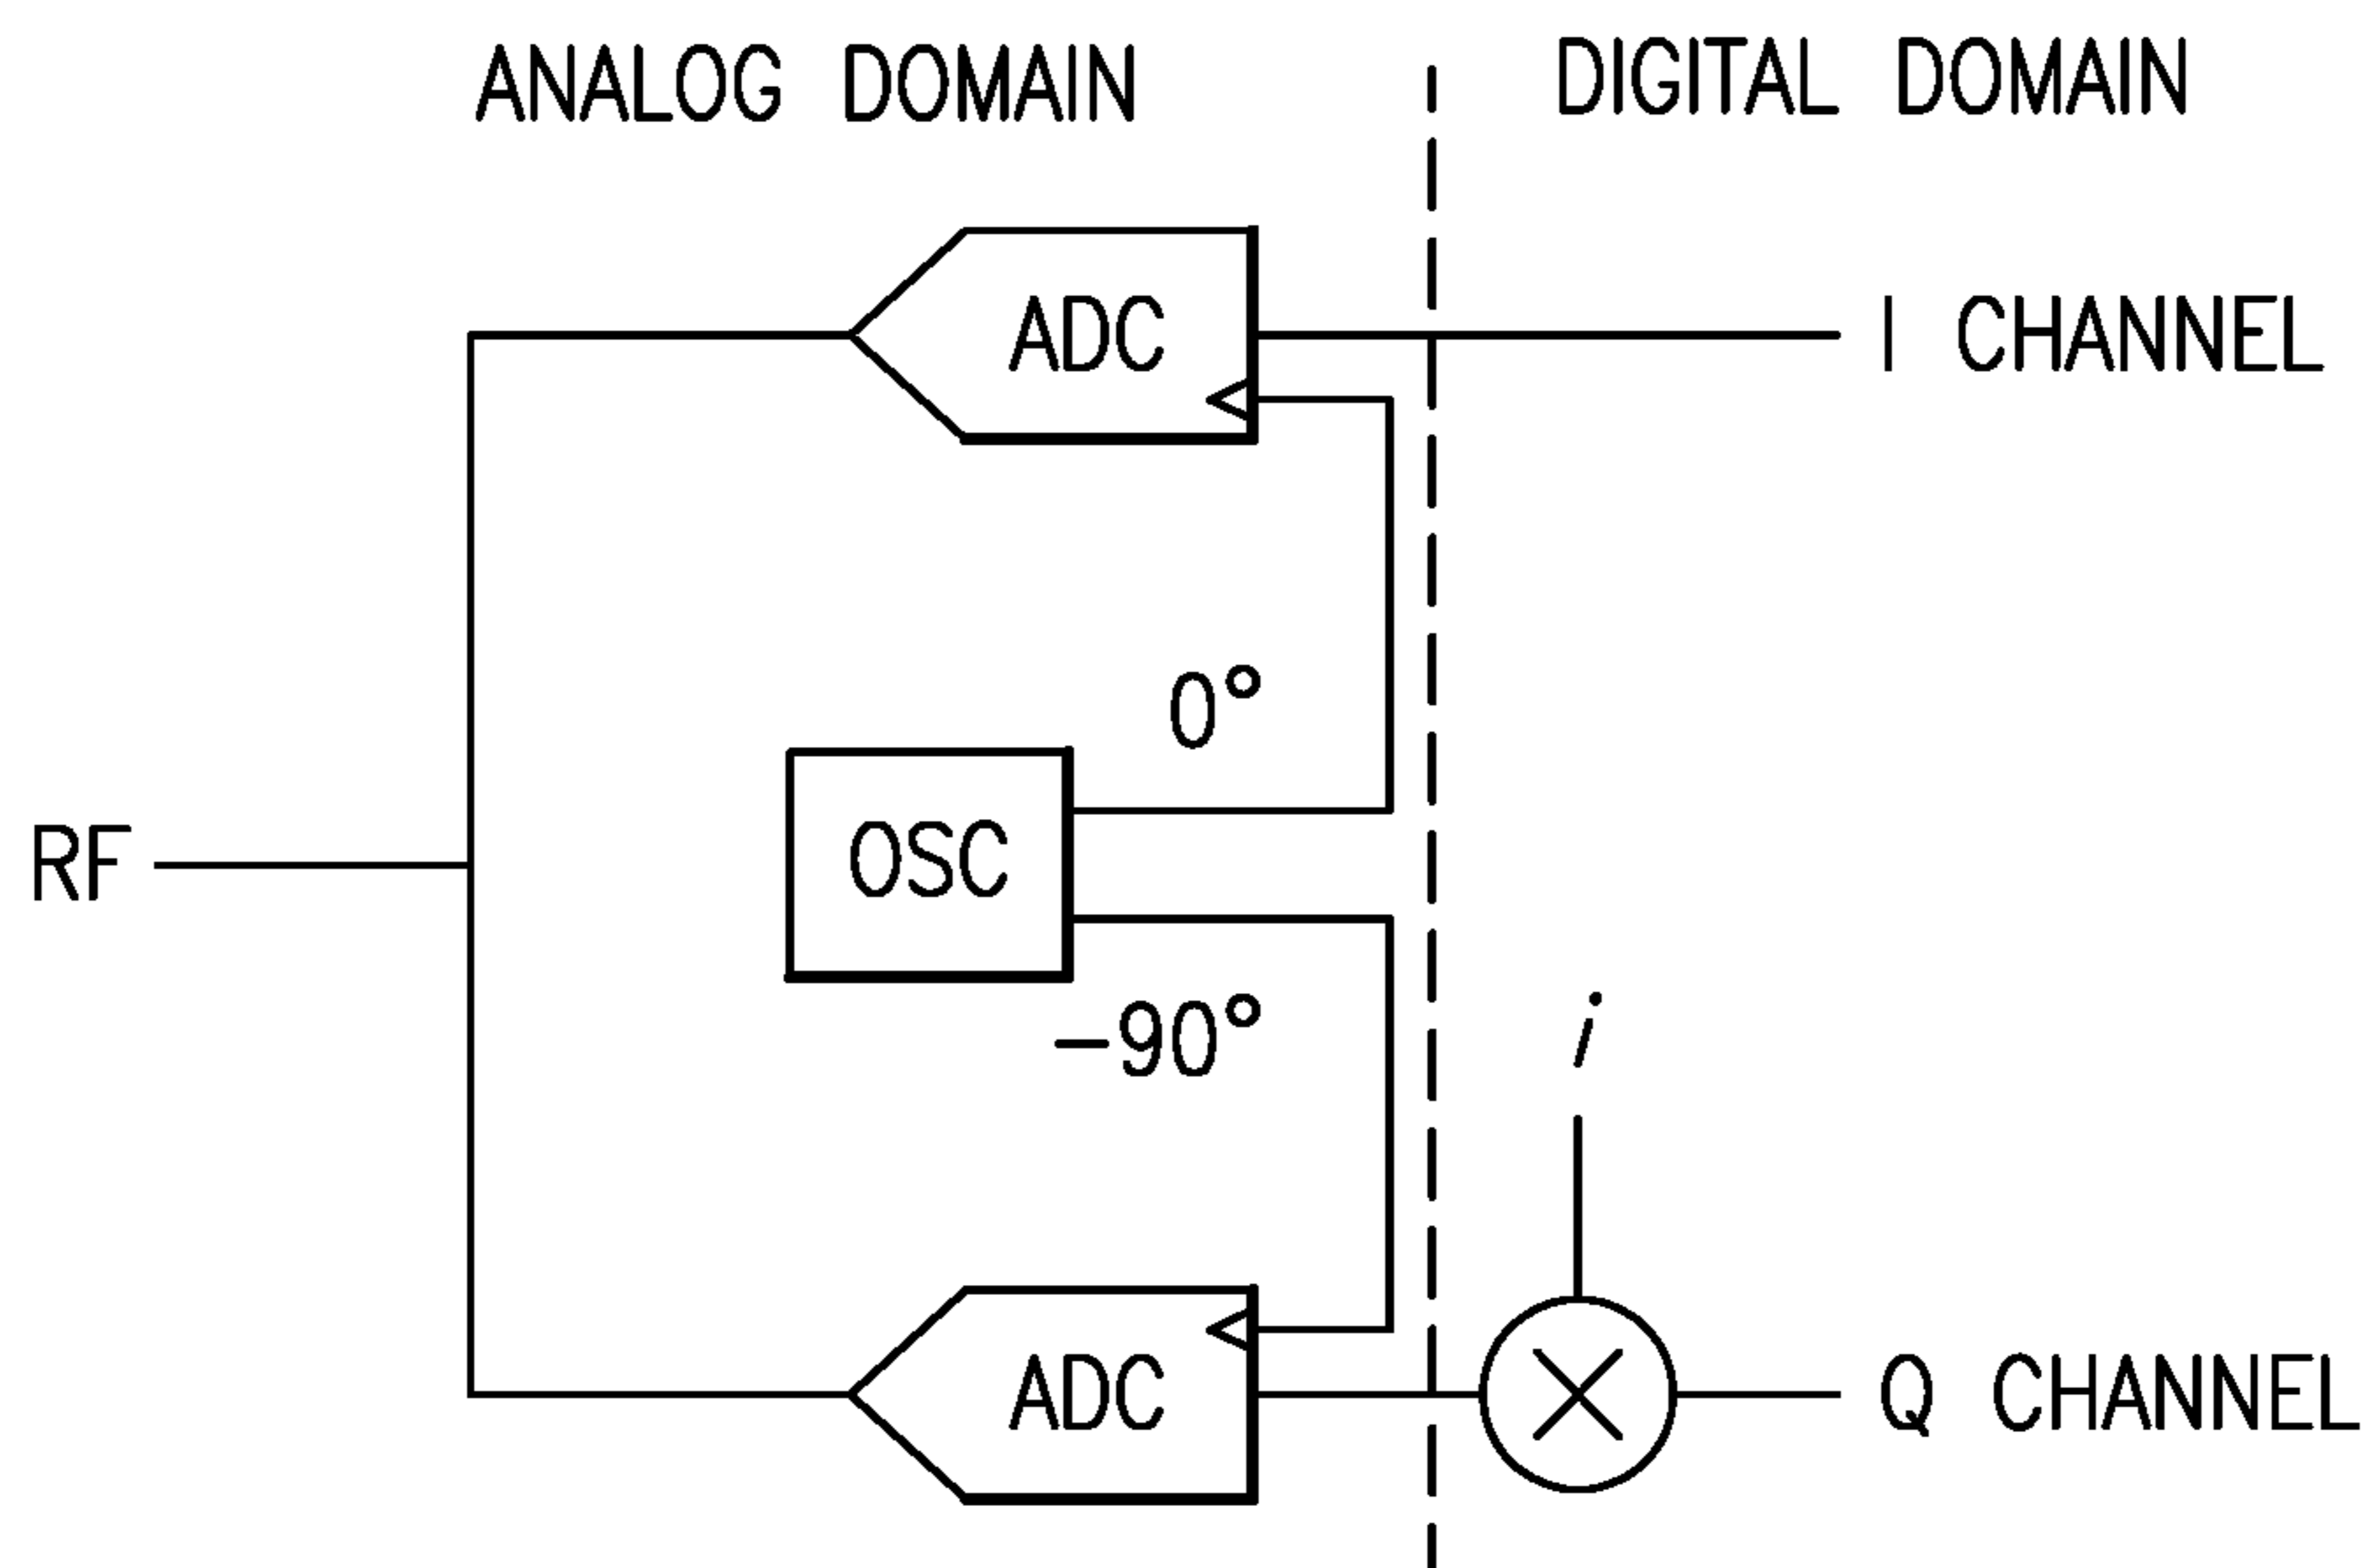 ANALOG DOMAIN
DIGITAL DOMAIN
ADC
I CHANNEL
0°
RF
OSC
-90°
i
ADC
Q CHANNEL